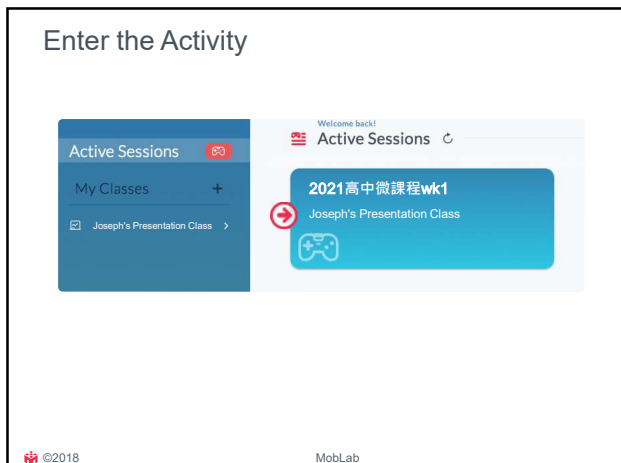 Enter the Activity
Active Sessions
My Classes +
Joseph's Presentation Class >
Welcome back!
Active Sessions
2021高中微課程wk1
Joseph's Presentation Class
©2018
MobLab